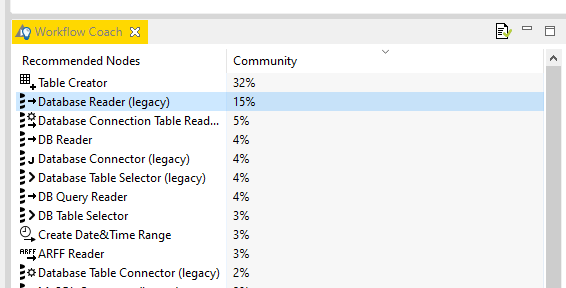 Workflow Coach
Recommended Nodes Community
Table Creator 32%
Database Reader (legacy) 15%
Database Connection Table Read... 5%
DB Reader 4%
Database Connector (legacy) 4%
Database Table Selector (legacy) 4%
DB Query Reader 4%
DB Table Selector 3%
Create Date&Time Range 3%
ARFF ARFF Reader 3%
Database Table Connector (legacy) 2%